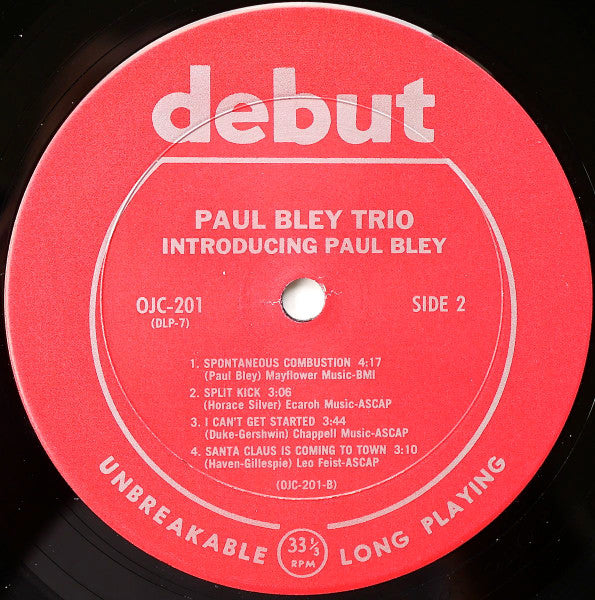 debut
PAUL BLEY TRIO
INTRODUCING PAUL BLEY
OJC-201 SIDE 2
(DLP-7)
1. SPONTANEOUS COMBUSTION 4:17
(Paul Bley) Mayflower Music-BMI
2. SPLIT KICK 3:06
(Horace Silver) Ecaroh Music-ASCAP
3. I CAN'T GET STARTED 3:44
(Duke-Gershwin) Chappell Music-ASCAP
4. SANTA CLAUS IS COMING TO TOWN 3:10
(Haven-Gillespie) Leo Feist-ASCAP
(OJC-201-B)
UNBREAKABLE 33 1/3 RPM LONG PLAYING